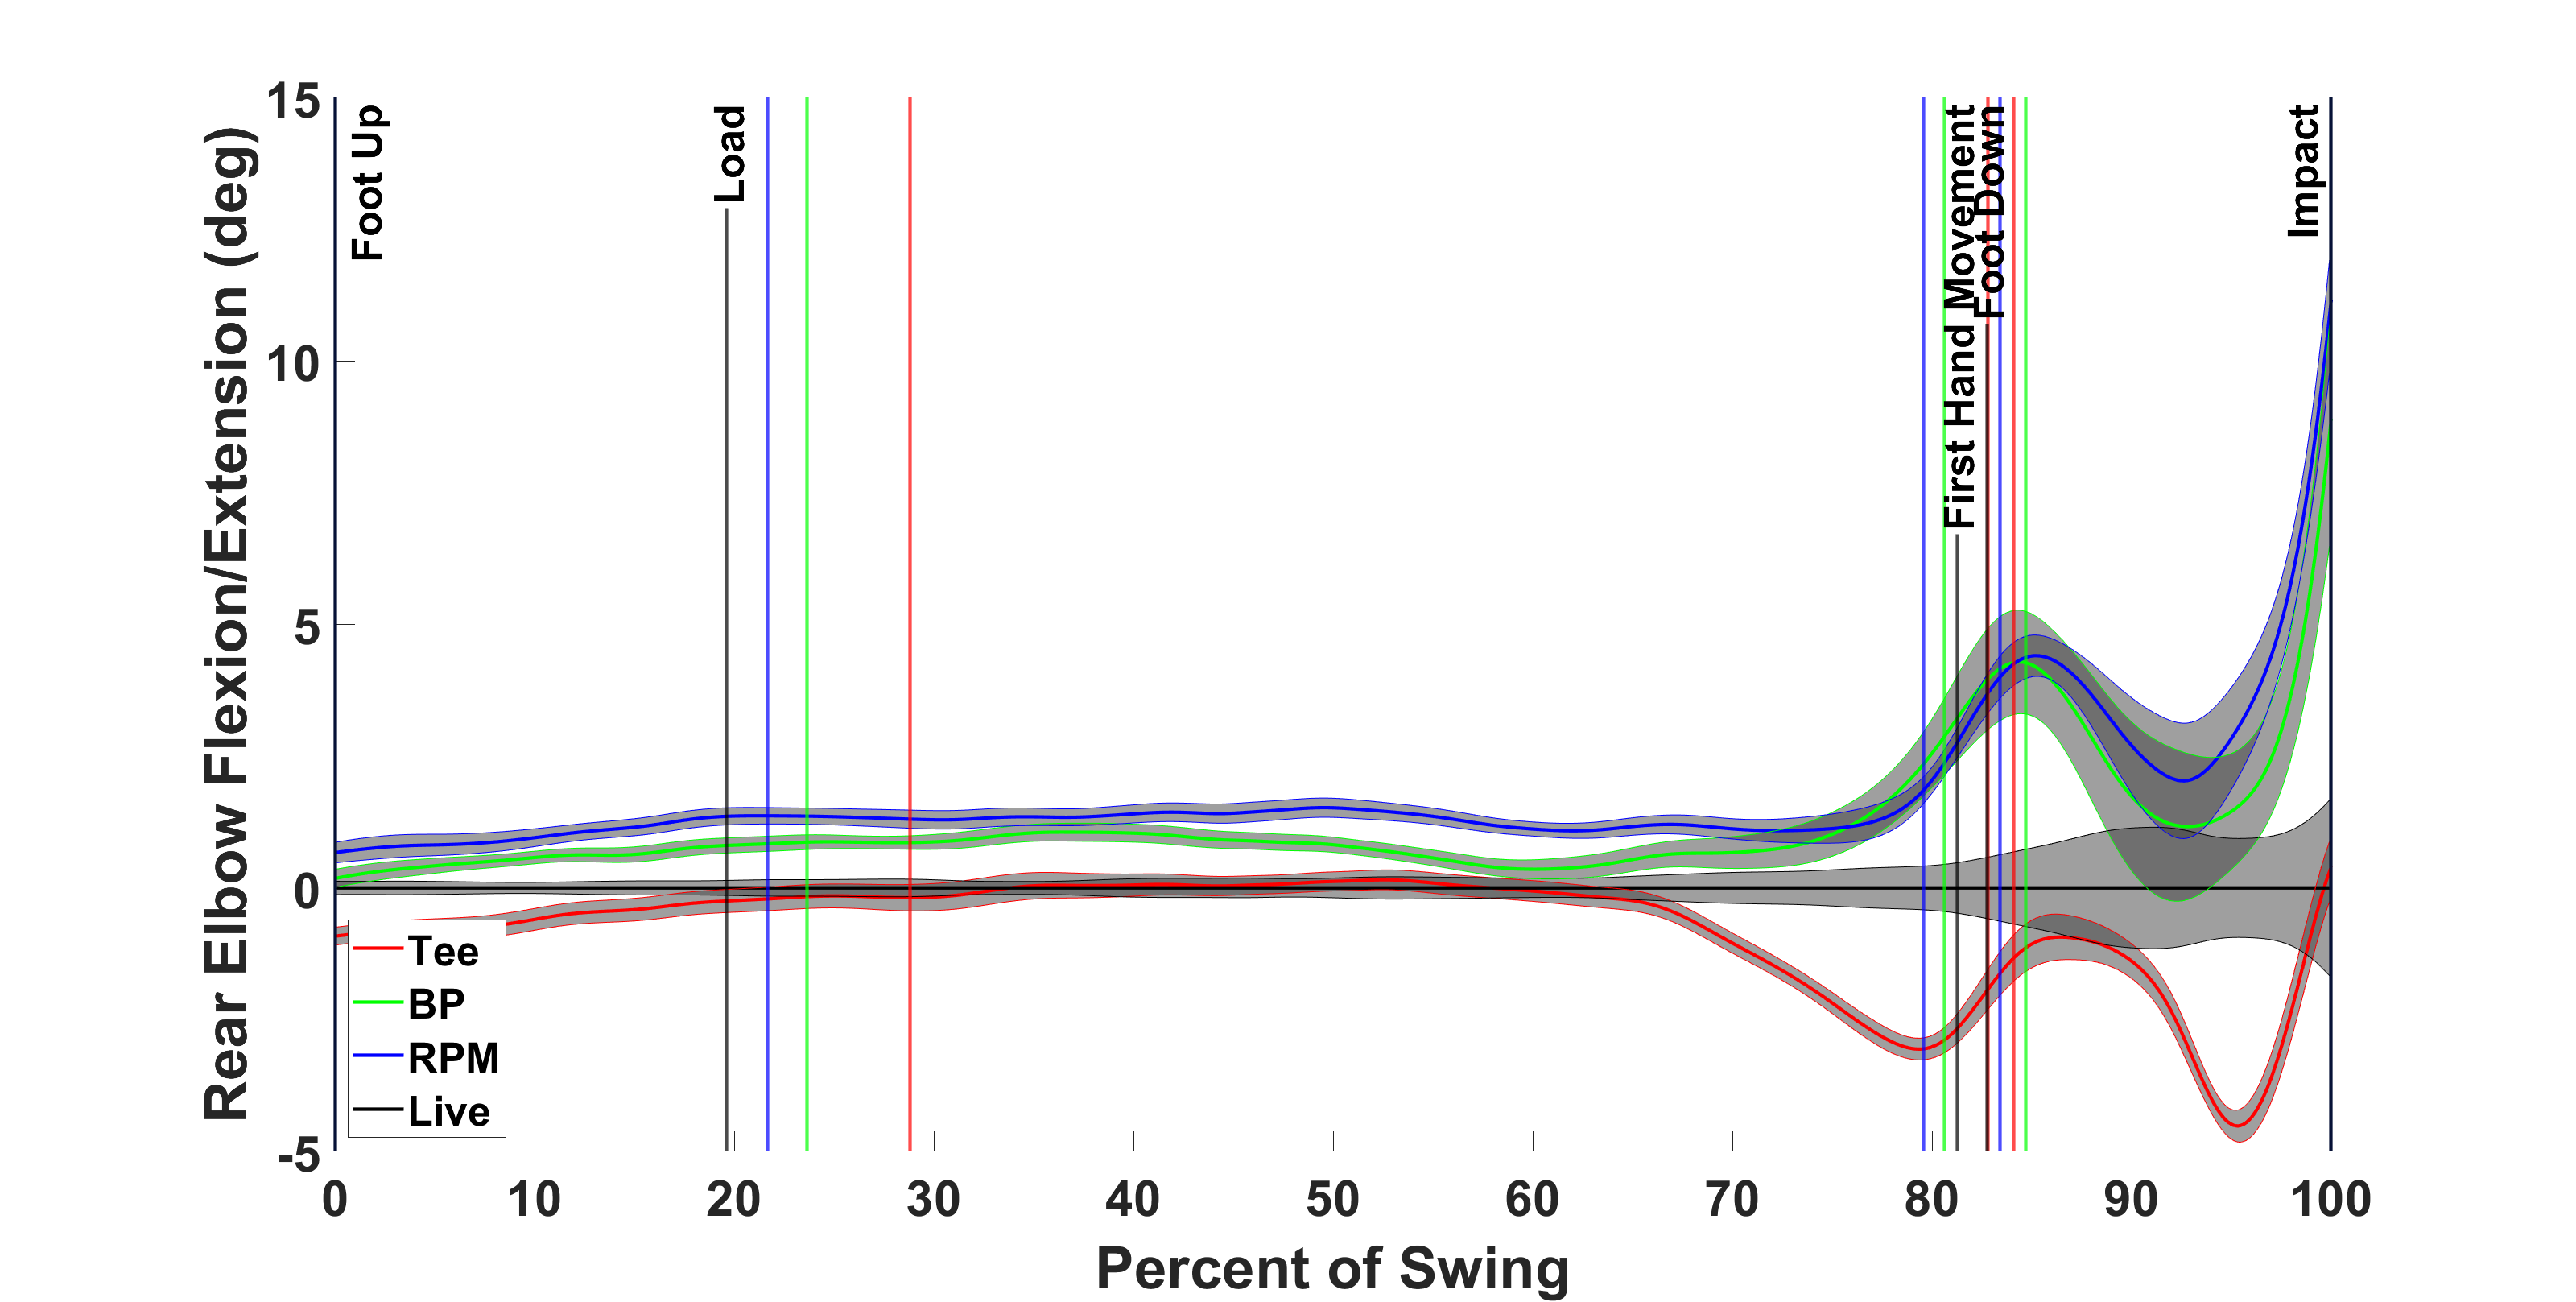 Rear Elbow Flexion/Extension (deg)
15
10
5
0
-5
Foot Up
Load
First Hand Movement
Foot Down
Impact
Tee
BP
RPM
Live
0 10 20 30 40 50 60 70 80 90 100
Percent of Swing